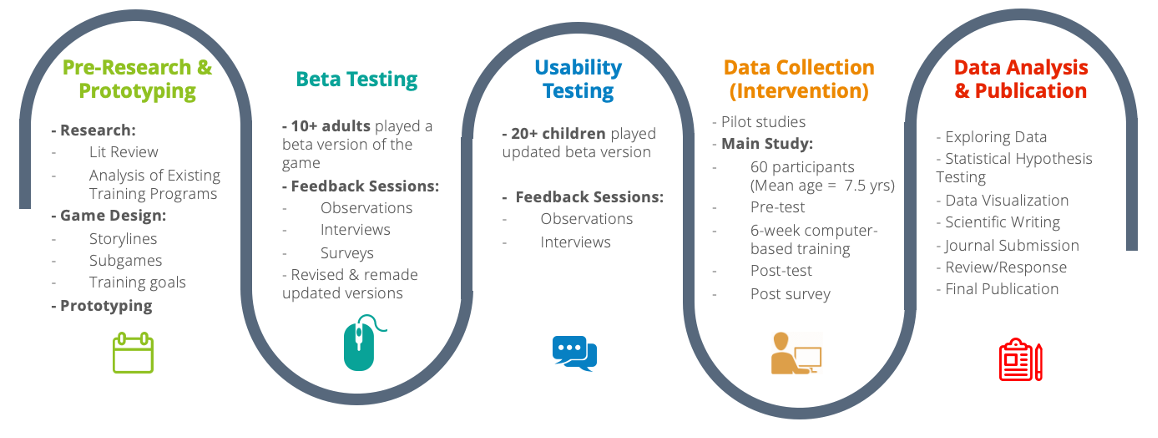 Pre-Research &
Prototyping
- Research:
- Lit Review
- Analysis of Existing
Training Programs
- Game Design:
- Storylines
- Subgames
- Training goals
- Prototyping
Beta Testing
- 10+ adults played a
beta version of the
game
- Feedback Sessions:
- Observations
- Interviews
- Surveys
- Revised & remade
updated versions
Usability
Testing
- 20+ children played
updated beta version
- Feedback Sessions:
- Observations
- Interviews
Data Collection
(Intervention)
- Pilot studies
- Main Study:
- 60 participants
(Mean age = 7.5 yrs)
- Pre-test
- 6-week computer-
based training
- Post-test
- Post survey
Data Analysis
& Publication
- Exploring Data
- Statistical Hypothesis
Testing
- Data Visualization
- Scientific Writing
- Journal Submission
- Review/Response
- Final Publication